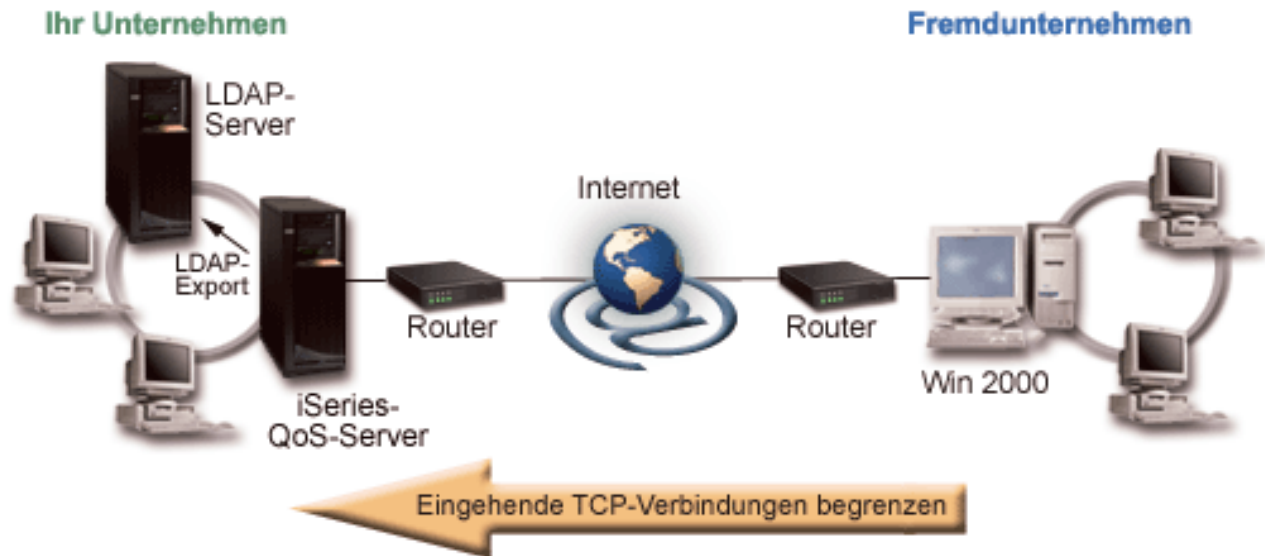 Ihr Unternehmen
Fremdunternehmen
LDAP-
Server
Internet
LDAP-
Export
Router
Router
Win 2000
iSeries-
QoS-Server
Eingehende TCP-Verbindungen begrenzen